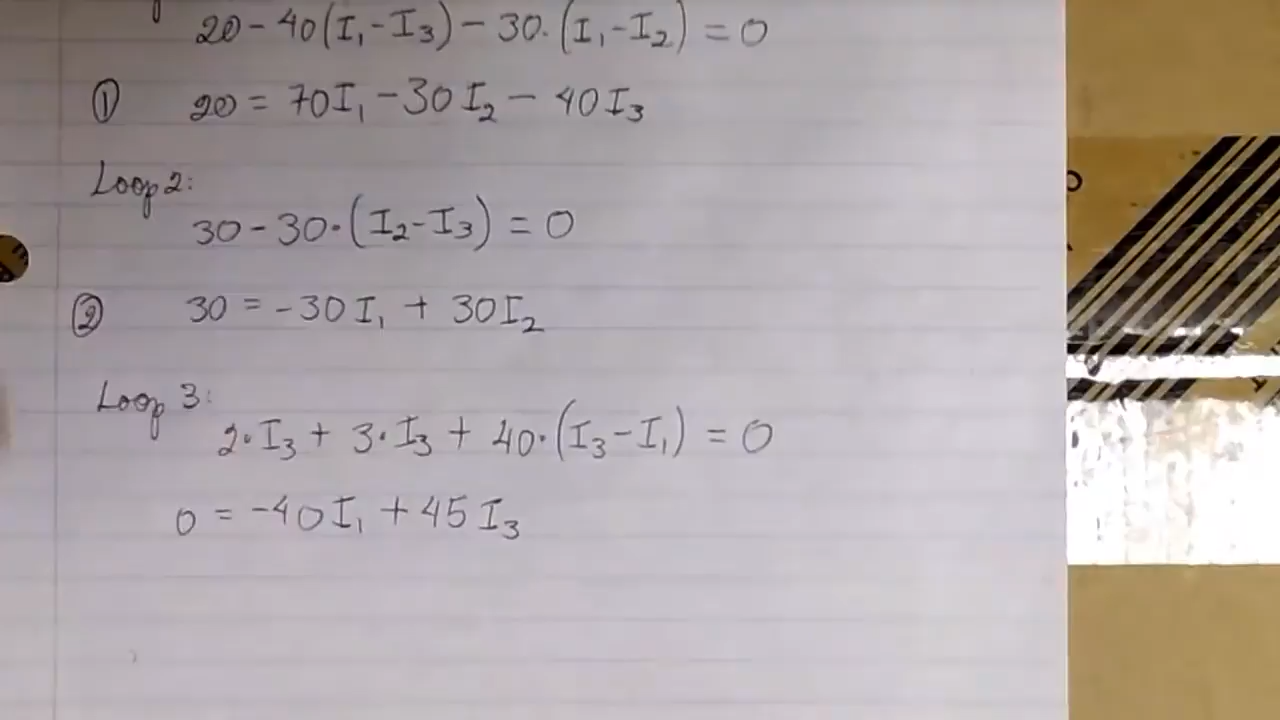 20 - 40(I₁-I₃) - 30·(I₁-I₂) = 0
① 20 = 70I₁ - 30I₂ - 40I₃
Loop 2:
30 - 30·(I₂-I₃) = 0
② 30 = -30I₁ + 30I₂
Loop 3:
2·I₃ + 3·I₃ + 40·(I₃-I₁) = 0
0 = -40I₁ + 45I₃